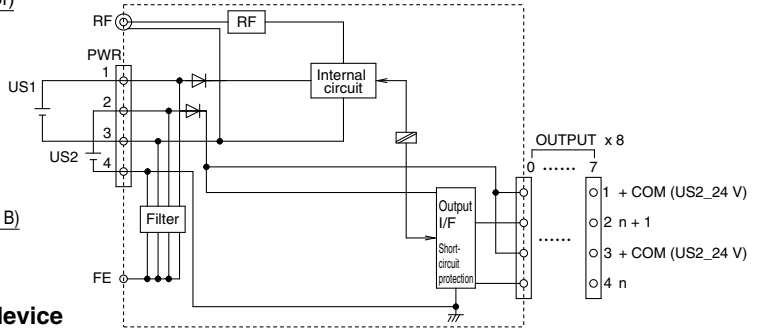 RF
RF
PWR
1
US1
2
3
US2
4
Internal
circuit
OUTPUT x 8
0 ...... 7
1 + COM (US2_24 V)
2 n + 1
3 + COM (US2_24 V)
4 n
......
Output
I/F
Short-
circuit
protection
Filter
B)
FE